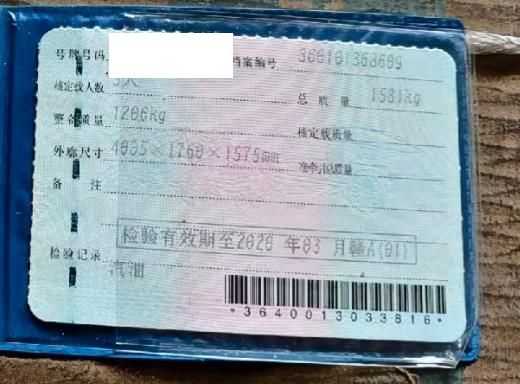 号牌号码 档案编号 360101368609
核定载人数 5人 总质量 1581kg
整备质量 1206kg 核定载质量
外廓尺寸 4005×1760×1575mm 准牵引总质量
备注
检验有效期至2020年03月赣A(01)
检验记录
汽油
*3640013033816*